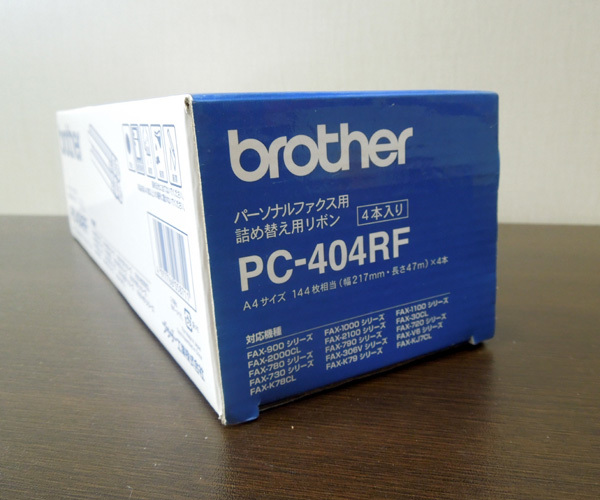 brother
パーソナルファクス用
詰め替え用リボン
4本入り
PC-404RF
A4サイズ 144枚相当(幅217mm・長さ47m)×4本
対応機種
FAX-900 シリーズ
FAX-2000CL
FAX-760 シリーズ
FAX-730 シリーズ
FAX-K78CL
FAX-1000 シリーズ
FAX-2100 シリーズ
FAX-790 シリーズ
FAX-306V シリーズ
FAX-K79 シリーズ
FAX-1100 シリーズ
FAX-30CL
FAX-720 シリーズ
FAX-V6 シリーズ
FAX-KJ7CL
brother